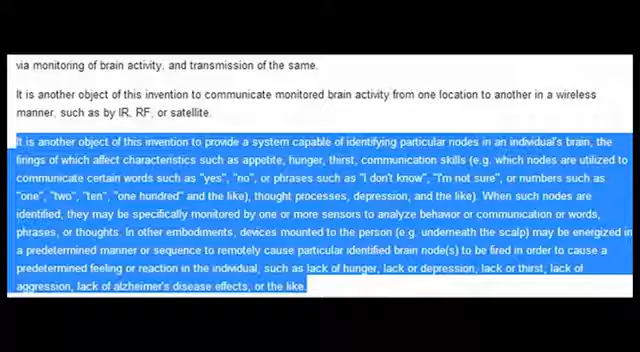 via monitoring of brain activity, and transmission of the same.
It is another object of this invention to communicate monitored brain activity from one location to another in a wireless
manner, such as by IR, RF, or satellite.
It is another object of this invention to provide a system capable of identifying particular nodes in an individual's brain, the
firings of which affect characteristics such as appetite, hunger, thirst, communication skills (e.g. which nodes are utilized to
communicate certain words such as "yes", "no", or phrases such as "I don't know", "I'm not sure", or numbers such as
"one", "two", "ten", "one hundred" and the like), thought processes, depression, and the like). When such nodes are
identified, they may be specifically monitored by one or more sensors to analyze behavior or communication or words,
phrases, or thoughts. In other embodiments, devices mounted to the person (e.g. underneath the scalp) may be energized in
a predetermined manner or sequence to remotely cause particular identified brain node(s) to be fired in order to cause a
predetermined feeling or reaction in the individual, such as lack of hunger, lack or depression, lack or thirst, lack of
aggression, lack of alzheimer's disease effects, or the like.